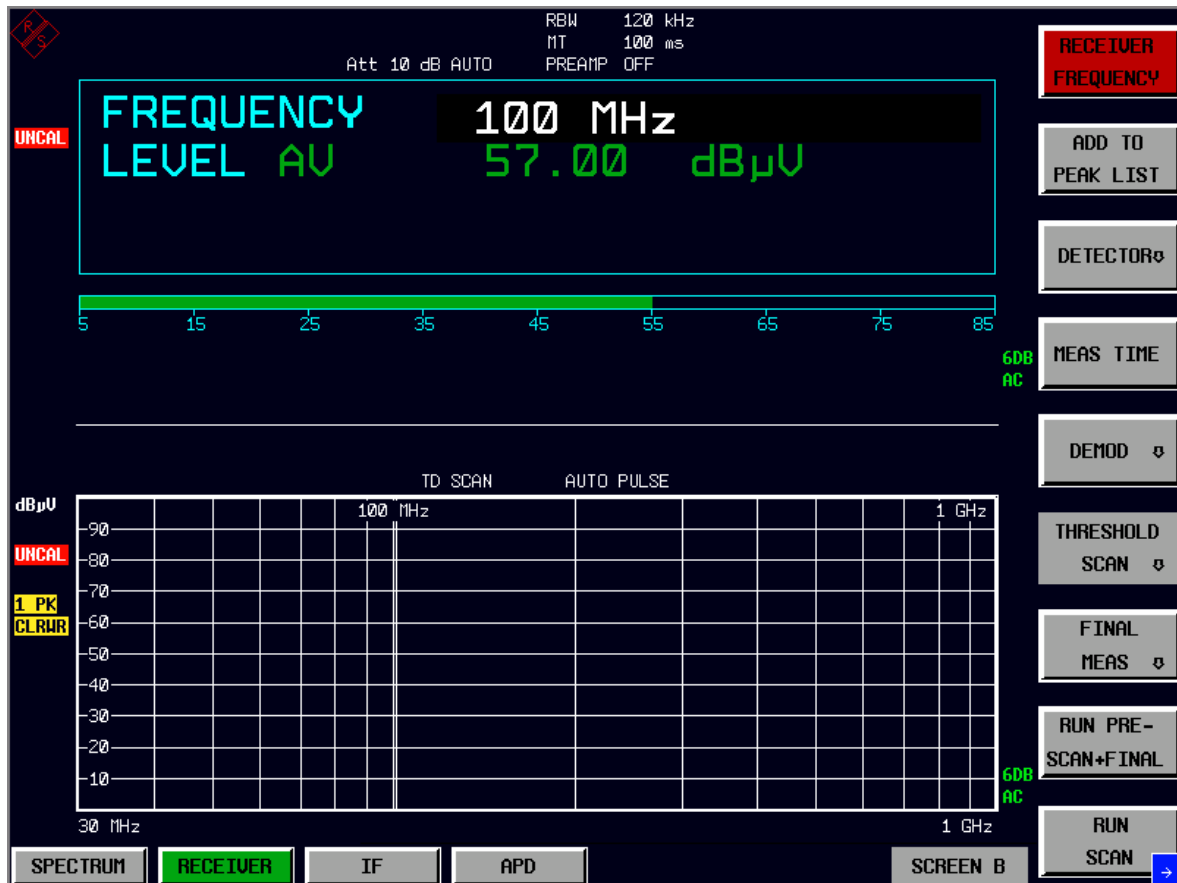 R S
RBW 120 kHz
MT 100 ms
Att 10 dB AUTO PREAMP OFF
UNCAL
FREQUENCY 100 MHz
LEVEL AV 57.00 dBµV
5 15 25 35 45 55 65 75 85
6DB
AC
TD SCAN AUTO PULSE
dBµV
100 MHz 1 GHz
90
UNCAL
80
70
1 PK
CLRWR
60
50
40
30
20
10
6DB
AC
30 MHz 1 GHz
SPECTRUM RECEIVER IF APD SCREEN B
RECEIVER
FREQUENCY
ADD TO
PEAK LIST
DETECTOR
MEAS TIME
DEMOD
THRESHOLD
SCAN
FINAL
MEAS
RUN PRE-
SCAN+FINAL
RUN
SCAN